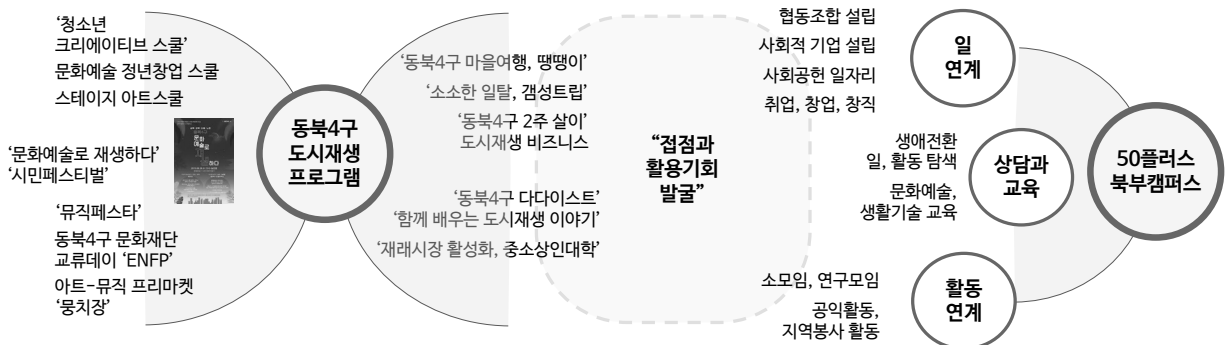 ‘청소년
크리에이티브 스쿨’
문화예술 정년창업 스쿨
스테이지 아트스쿨
‘문화예술로 재생하다’
‘시민페스티벌’
‘뮤직페스타’
동북4구 문화재단
교류데이 ‘ENFP’
아트-뮤직 프리마켓
‘뭉치장’
문화
예술로
동북4구
도시재생
프로그램
‘동북4구 마을여행, 땡땡이’
‘소소한 일탈, 갬성트립’
‘동북4구 2주 살이’
도시재생 비즈니스
‘동북4구 다다이스트’
‘함께 배우는 도시재생 이야기’
‘재래시장 활성화, 중소상인대학’
“접점과
활용기회
발굴”
협동조합 설립
사회적 기업 설립
사회공헌 일자리
취업, 창업, 창직
일
연계
생애전환
일, 활동 탐색
문화예술,
생활기술 교육
상담과
교육
소모임, 연구모임
공익활동,
지역봉사 활동
활동
연계
50플러스
북부캠퍼스